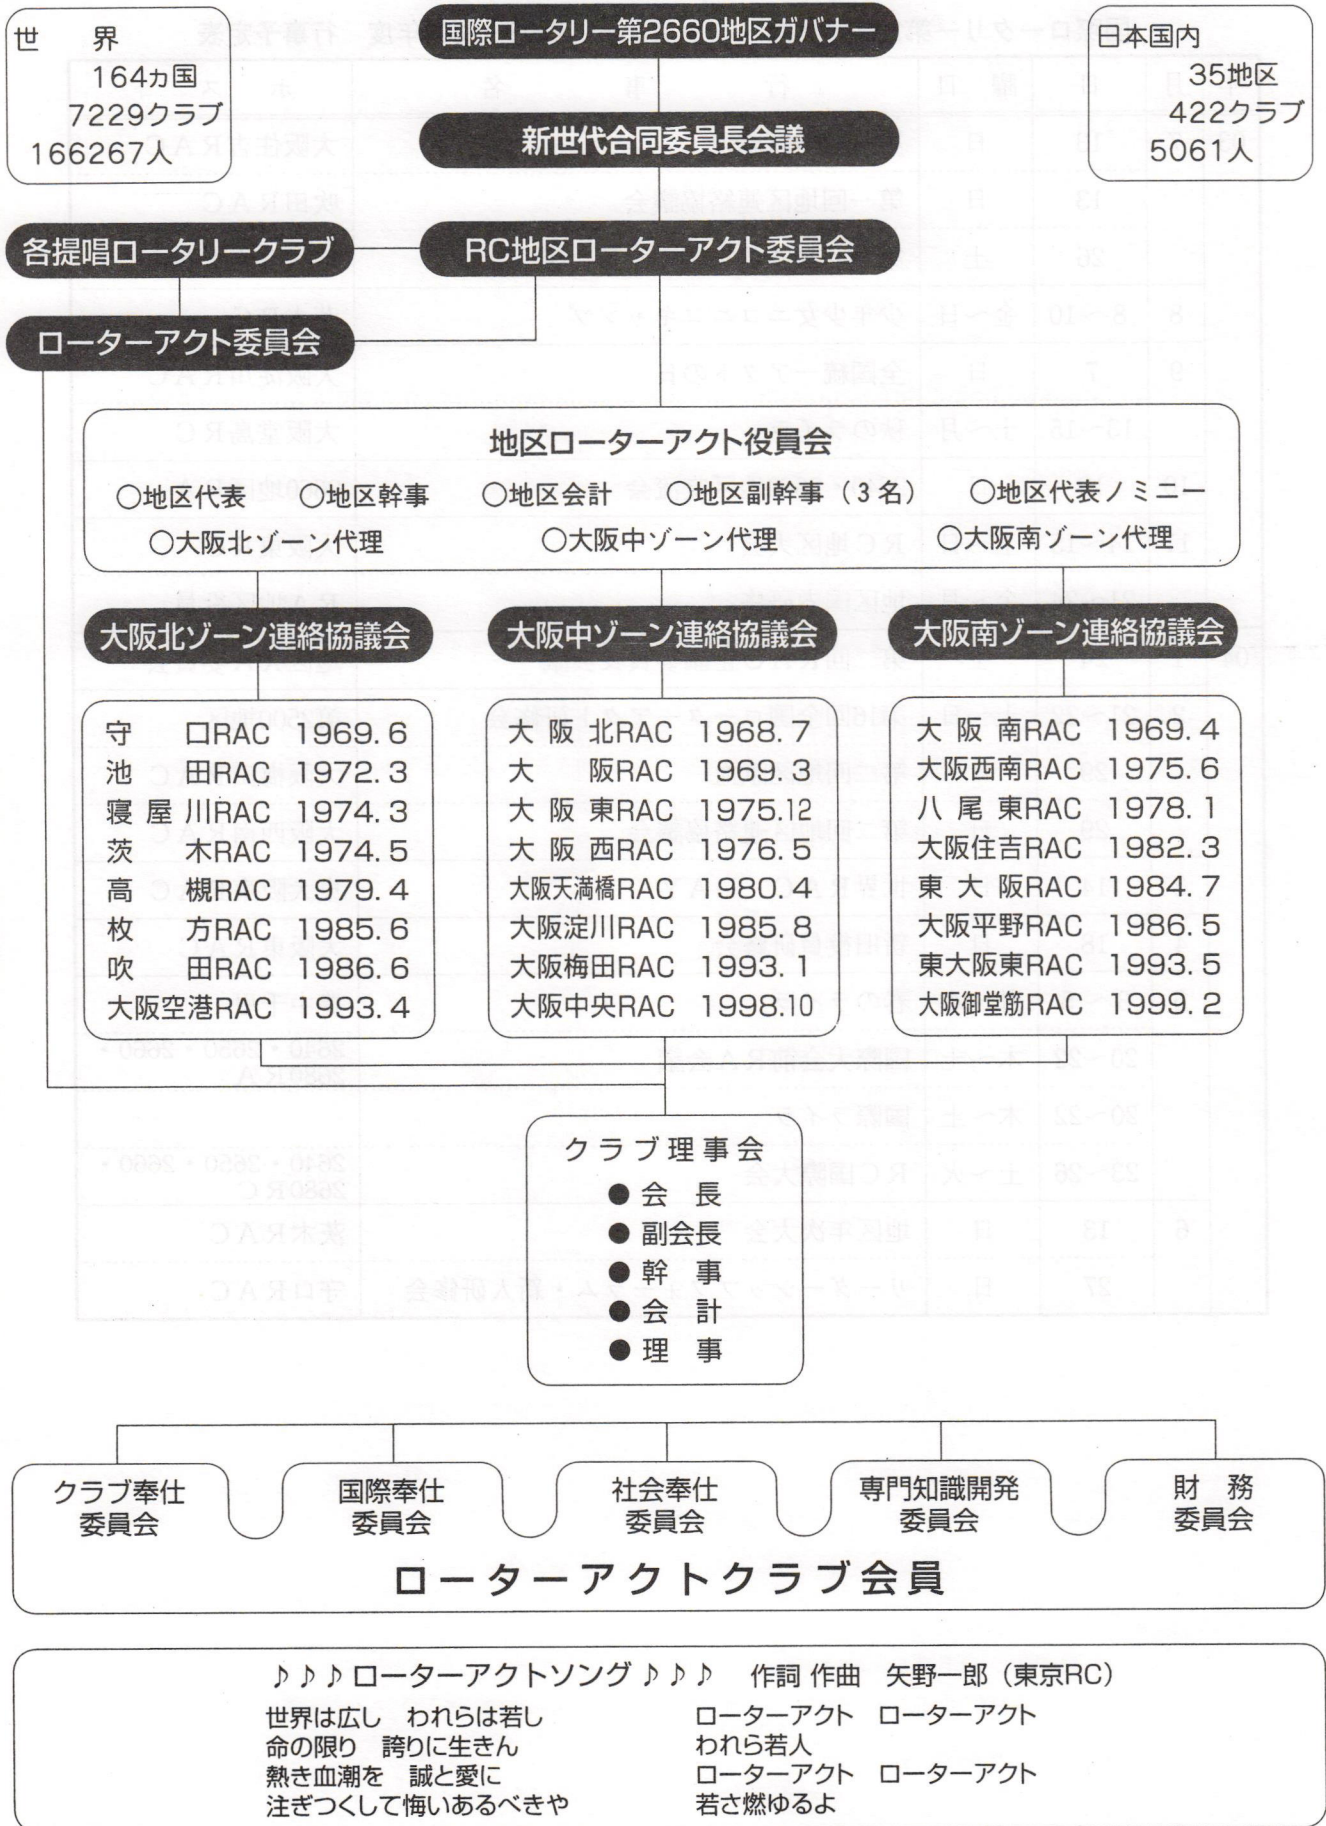 世　界
164ヵ国
7229クラブ
166267人
国際ロータリー第2660地区ガバナー
日本国内
35地区
422クラブ
5061人
新世代合同委員長会議
各提唱ロータリークラブ
RC地区ローターアクト委員会
ローターアクト委員会
地区ローターアクト役員会
○地区代表　○地区幹事　○地区会計　○地区副幹事（3名）　○地区代表ノミニー
○大阪北ゾーン代理　○大阪中ゾーン代理　○大阪南ゾーン代理
大阪北ゾーン連絡協議会
守　口RAC 1969.6
池　田RAC 1972.3
寝屋川RAC 1974.3
茨　木RAC 1974.5
高　槻RAC 1979.4
枚　方RAC 1985.6
吹　田RAC 1986.6
大阪空港RAC 1993.4
大阪中ゾーン連絡協議会
大阪北RAC 1968.7
大　阪RAC 1969.3
大阪東RAC 1975.12
大阪西RAC 1976.5
大阪天満橋RAC 1980.4
大阪淀川RAC 1985.8
大阪梅田RAC 1993.1
大阪中央RAC 1998.10
大阪南ゾーン連絡協議会
大阪南RAC 1969.4
大阪西南RAC 1975.6
八尾東RAC 1978.1
大阪住吉RAC 1982.3
東大阪RAC 1984.7
大阪平野RAC 1986.5
東大阪東RAC 1993.5
大阪御堂筋RAC 1999.2
クラブ理事会
●会　長
●副会長
●幹　事
●会　計
●理　事
クラブ奉仕
委員会
国際奉仕
委員会
社会奉仕
委員会
専門知識開発
委員会
財　務
委員会
ローターアクトクラブ会員
♪♪♪ローターアクトソング♪♪♪　作詞 作曲　矢野一郎（東京RC）
世界は広し　われらは若し
命の限り　誇りに生きん
熱き血潮を　誠と愛に
注ぎつくして悔いあるべきや
ローターアクト　ローターアクト
われら若人
ローターアクト　ローターアクト
若さ燃ゆるよ